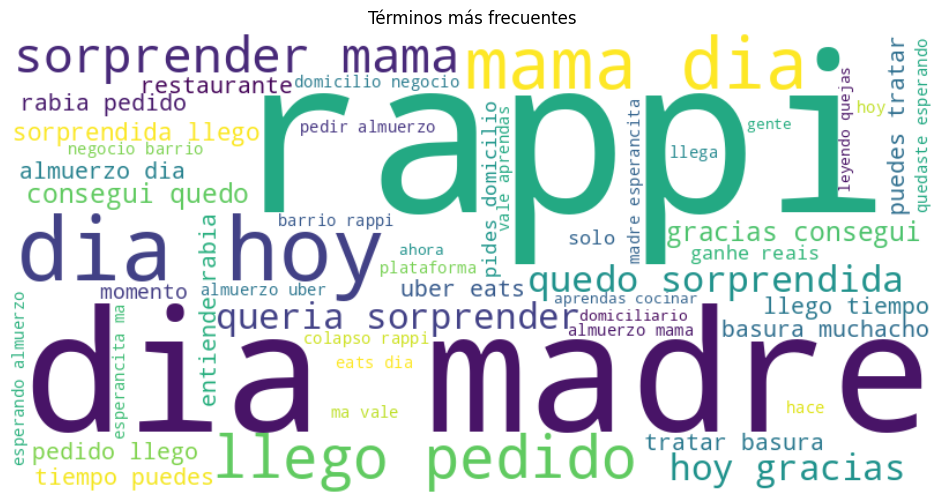 Términos más frecuentes
sorprender mama
mama dia
restaurante
domicilio negocio
rabia pedido
rappi
sorprendida llego
pedir almuerzo
negocio barrio
almuerzo dia
consegui quedo
pides domicilio
vale aprendas
madre esperancita
llega
gente
hoy
leyendo quejas
puedes tratar
quedaste esperando
dia hoy
barrio rappi
ahora
plataforma
solo
gracias consegui
ganhe reais
entiende rabia
momento
almuerzo uber
uber eats
quedo sorprendida
aprendas cocinar
llego tiempo
queria sorprender
domiciliario
almuerzo mama
basura muchacho
esperando almuerzo
esperancita ma
dia madre
colapso rappi
eats dia
ma vale
hace
pedido llego
tiempo puedes
llego pedido
tratar basura
hoy gracias